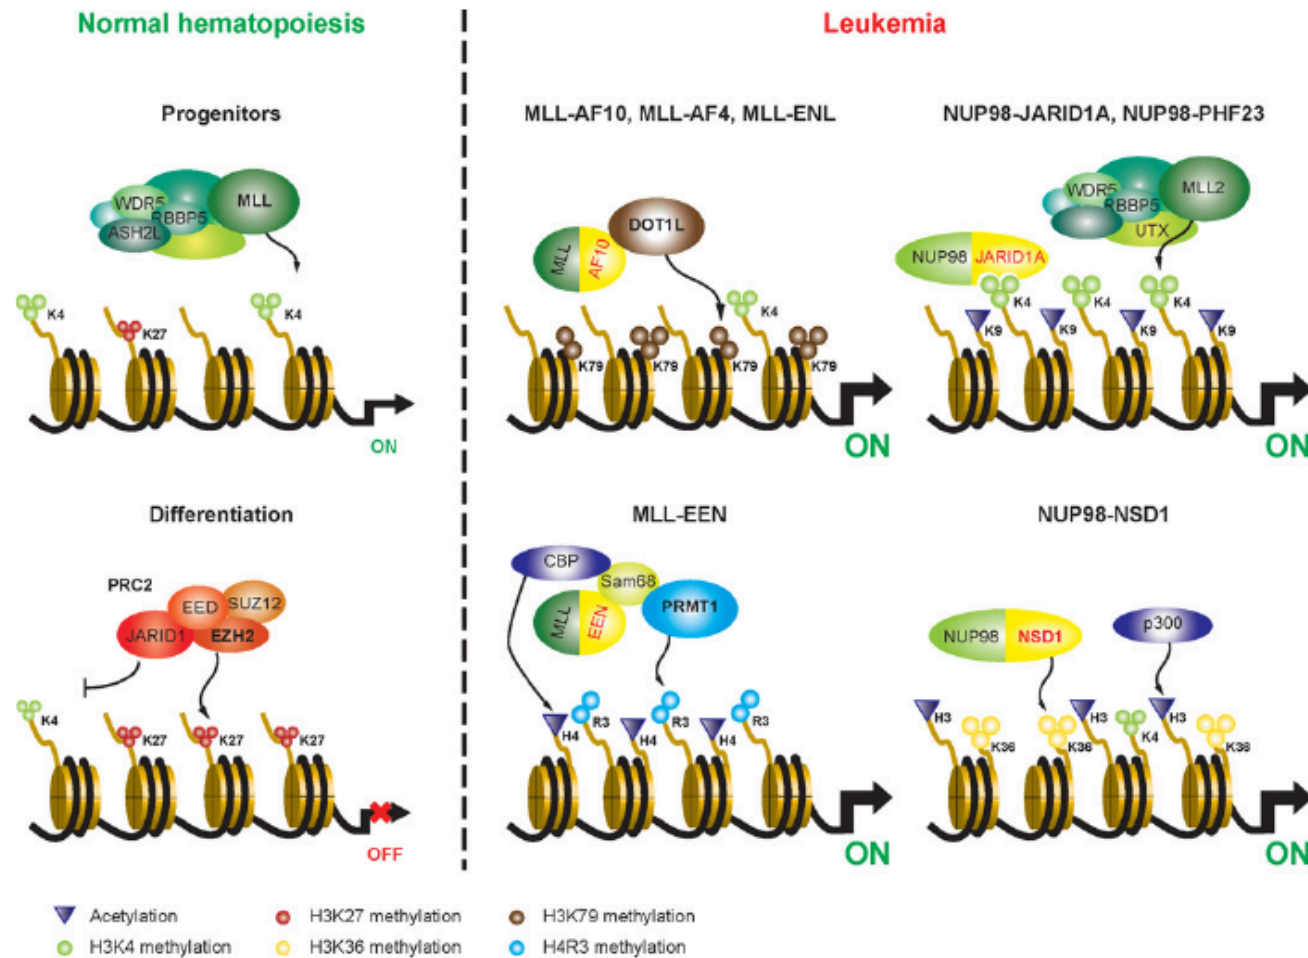 Normal hematopoiesis
Leukemia
Progenitors
MLL-AF10, MLL-AF4, MLL-ENL
NUP98-JARID1A, NUP98-PHF23
WDR5
RBBP5
ASH2L
MLL
K4
K27
K4
ON
MLL
AF10
DOT1L
K4
K79
K79
K79
K79
ON
WDR5
RBBP5
MLL2
UTX
NUP98
JARID1A
K4
K4
K4
K9
K9
K9
K9
ON
Differentiation
MLL-EEN
NUP98-NSD1
PRC2
EED
SUZ12
JARID1
EZH2
K4
K27
K27
K27
OFF
CBP
Sam68
MLL
EEN
PRMT1
H4
R3
H4
R3
H4
R3
ON
NUP98
NSD1
p300
H3
K36
K36
H3
K4
H3
K36
ON
Acetylation
H3K27 methylation
H3K79 methylation
H3K4 methylation
H3K36 methylation
H4R3 methylation